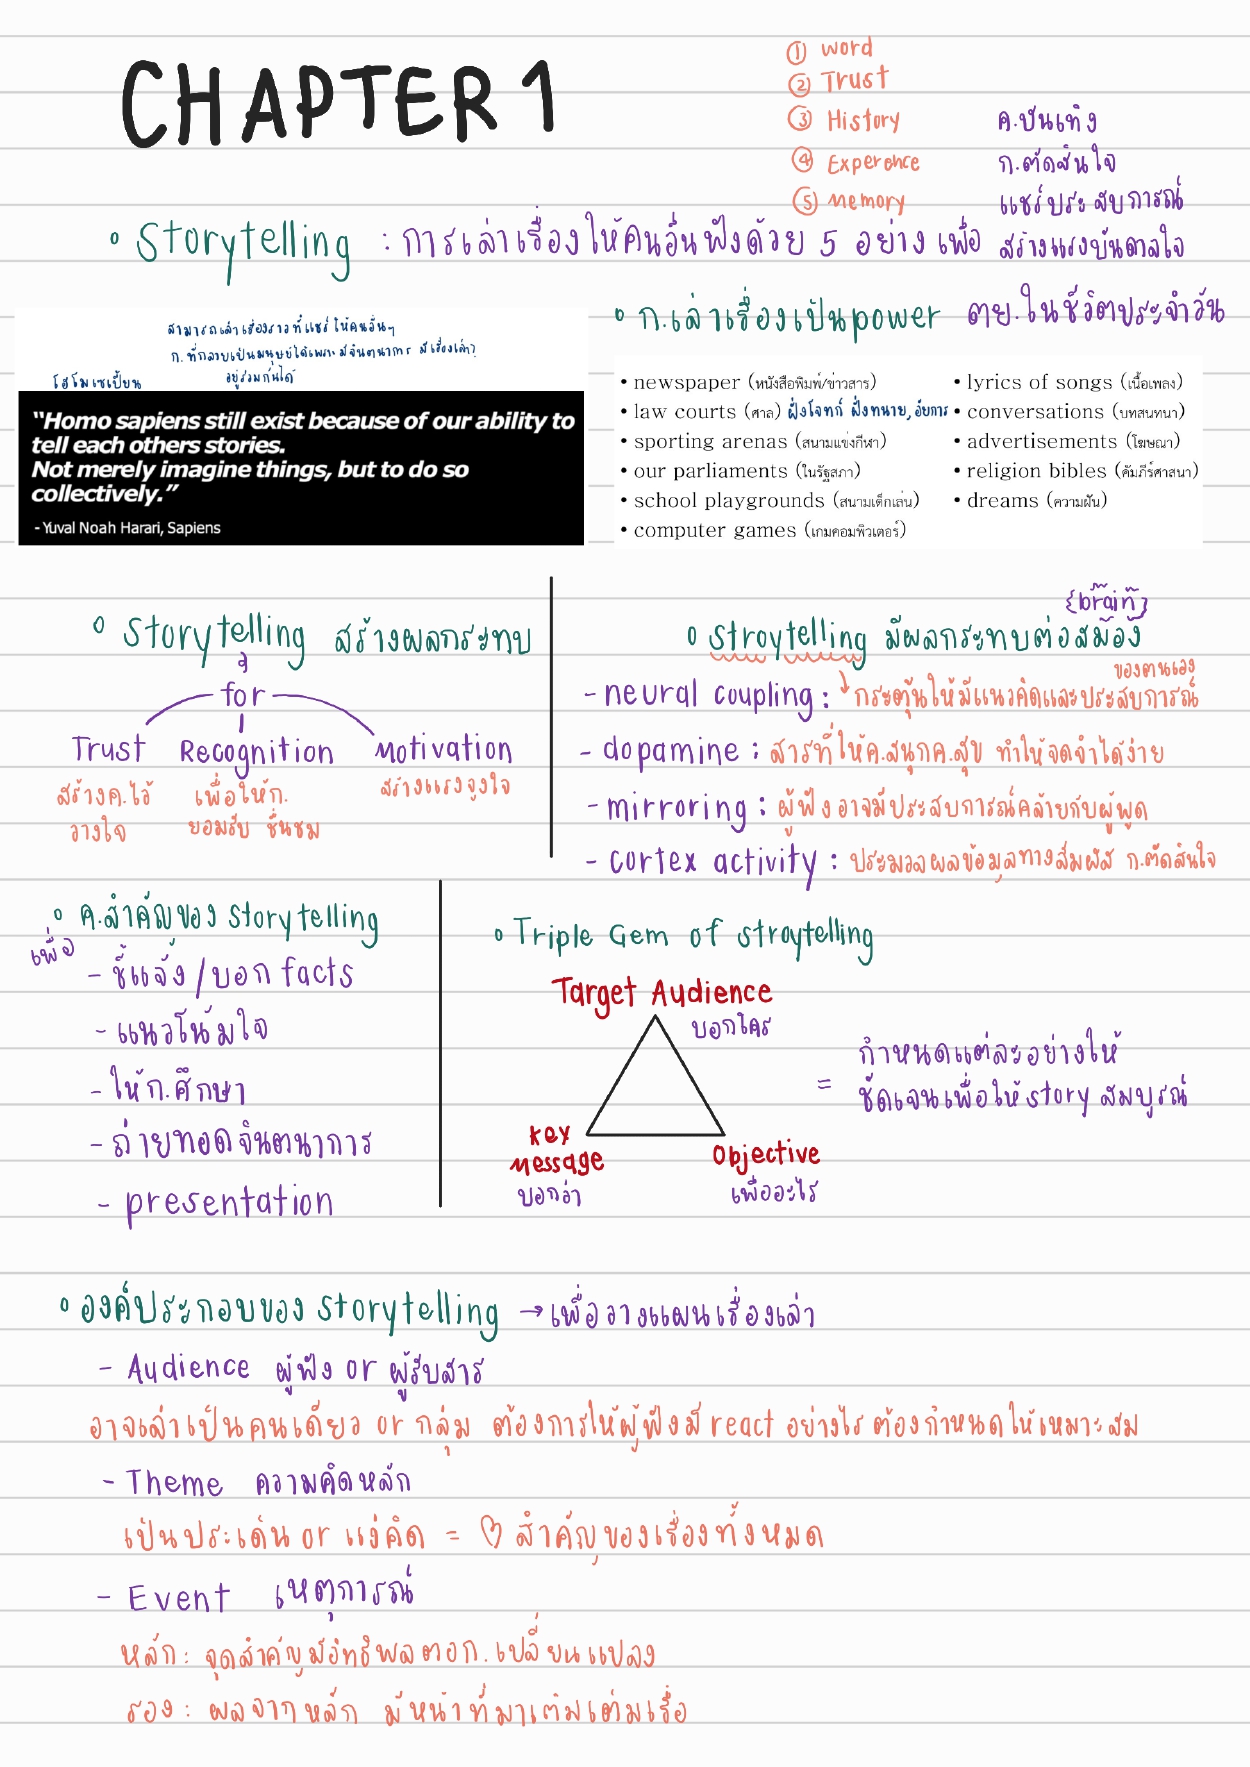 CHAPTER 1
① word
② Trust
③ History
④ Experence
⑤ Memory
ค.บันเทิง
ก.ตัดสินใจ
แชร์ประสบการณ์
สร้างแรงบันดาลใจ
Storytelling : การเล่าเรื่องให้คนอื่นฟังด้วย 5 อย่าง เพื่อ
สามารถเล่าเรื่องราวที่แชร์ให้คนอื่นๆ
ก.ที่กลายเป็นมนุษย์ได้เพราะมีจินตนาการ มีเรื่องเล่า
อยู่ร่วมกันได้
โฮโมเซเปี้ยน
“Homo sapiens still exist because of our ability to
tell each others stories.
Not merely imagine things, but to do so
collectively.”
- Yuval Noah Harari, Sapiens
ก.เล่าเรื่องเป็นpower ตย.ในชีวิตประจำวัน
• newspaper (หนังสือพิมพ์/ข่าวสาร)
• law courts (ศาล) ฝั่งโจทก์ ฝั่งทนาย, อัยการ
• sporting arenas (สนามแข่งกีฬา)
• our parliaments (ในรัฐสภา)
• school playgrounds (สนามเด็กเล่น)
• computer games (เกมคอมพิวเตอร์)
• lyrics of songs (เนื้อเพลง)
• conversations (บทสนทนา)
• advertisements (โฆษณา)
• religion bibles (คัมภีร์ศาสนา)
• dreams (ความฝัน)
Storytelling สร้างผลกระทบ
for
Trust Recognition Motivation
สร้างค.ไว้
วางใจ
เพื่อให้ก.
ยอมรับ ชื่นชม
สร้างแรงจูงใจ
{brain}
Stroytelling มีผลกระทบต่อสมอง
ของตนเอง
- neural coupling : กระตุ้นให้มีแนวคิดและประสบการณ์
- dopamine : สารที่ให้ค.สนุกค.สุข ทำให้จดจำได้ง่าย
- mirroring : ผู้ฟังอาจมีประสบการณ์คล้ายกับผู้พูด
- cortex activity : ประมวลผลข้อมูลทางสัมผัส ก.ตัดสินใจ
ค.สำคัญของ storytelling
เพื่อ
- ชี้แจ้ง / บอก facts
- แนวโน้มใจ
- ให้ก.ศึกษา
- ถ่ายทอดจินตนาการ
- presentation
Triple Gem of stroytelling
Target Audience
บอกใคร
Key
Message
บอกว่า
Objective
เพื่ออะไร
= กำหนดแต่ละอย่างให้
ชัดเจนเพื่อให้story สมบูรณ์
องค์ประกอบของ storytelling → เพื่อวางแผนเรื่องเล่า
- Audience ผู้ฟัง or ผู้รับสาร
อาจเล่าเป็นคนเดียว or กลุ่ม ต้องการให้ผู้ฟังมี react อย่างไร ต้องกำหนดให้เหมาะสม
- Theme ความคิดหลัก
เป็นประเด็น or แง่คิด = ♡ สำคัญของเรื่องทั้งหมด
- Event เหตุการณ์
หลัก : จุดสำคัญมีอิทธิพลตอก.เปลี่ยนแปลง
รอง : ผลจากหลัก มีหน้าที่มาเติมเต็มเรื่อ